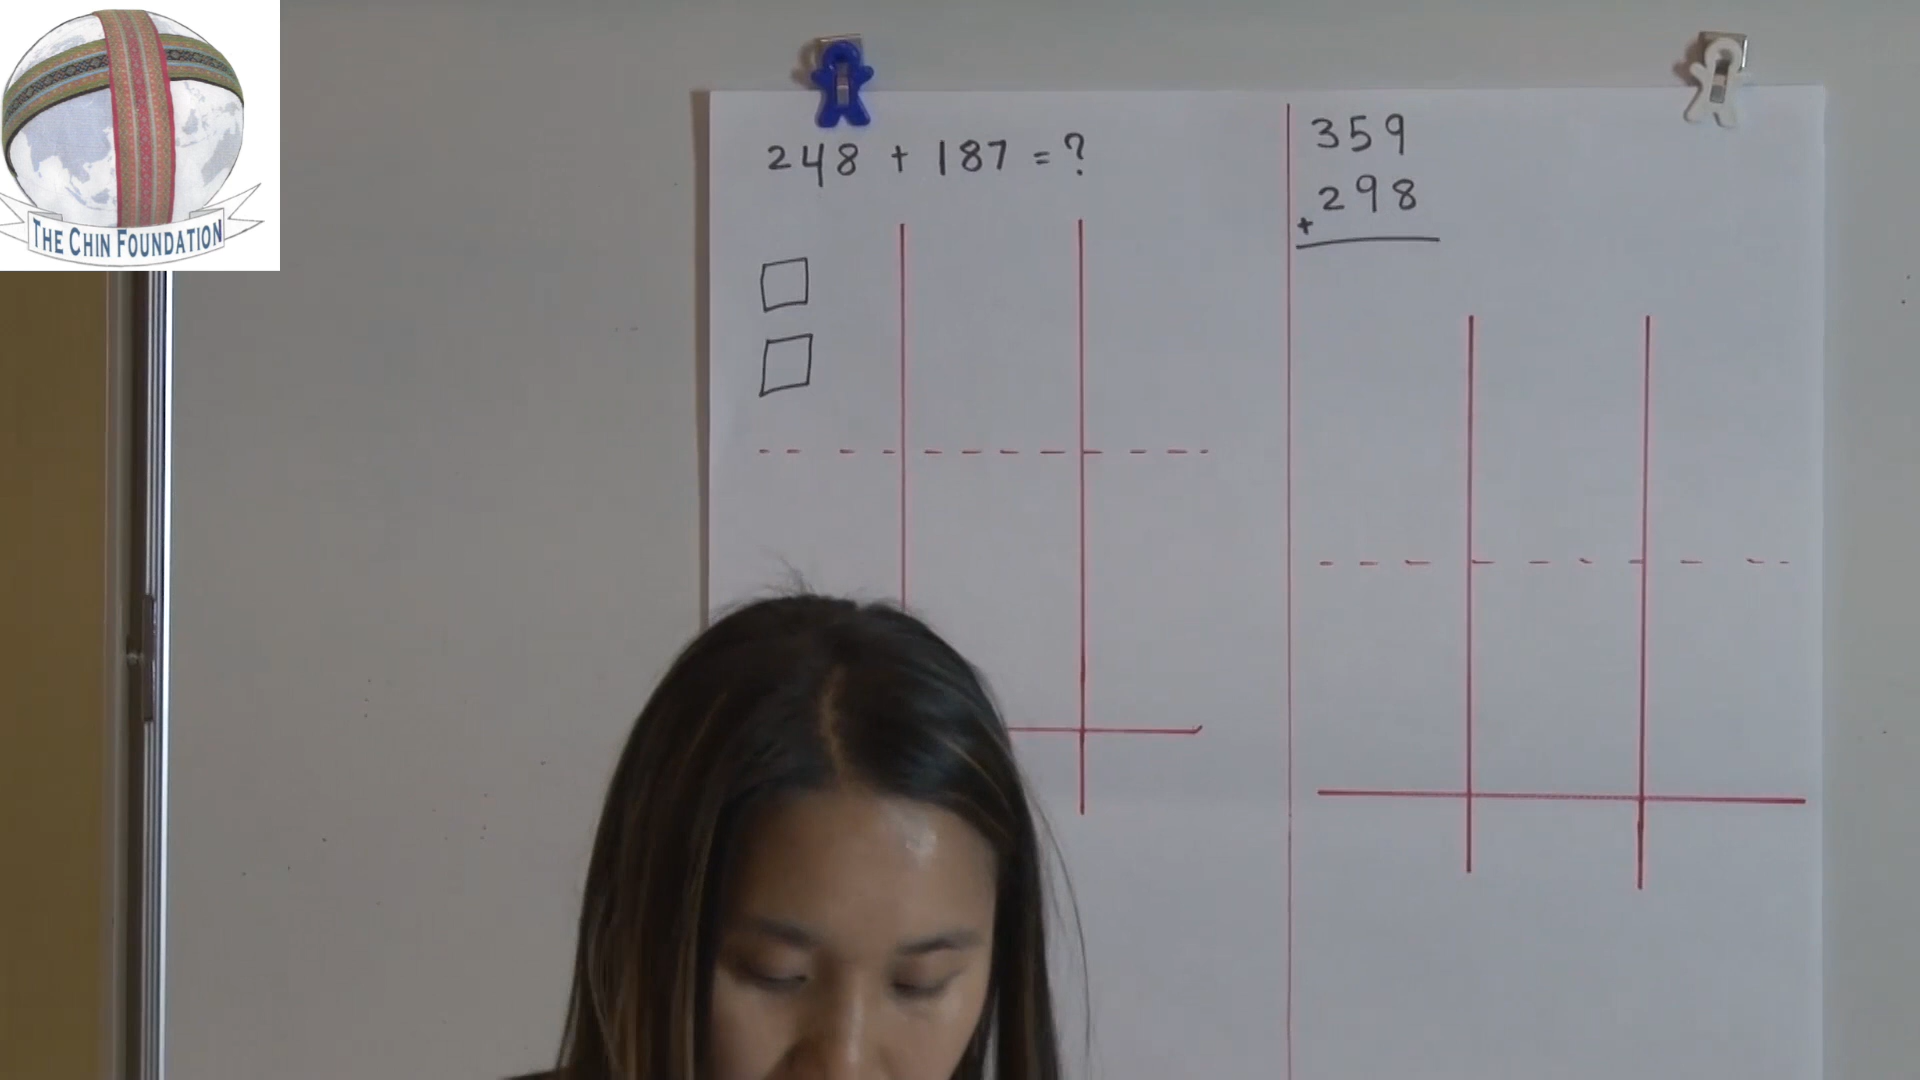 THE CHIN FOUNDATION
248 + 187 = ?
359
298
+